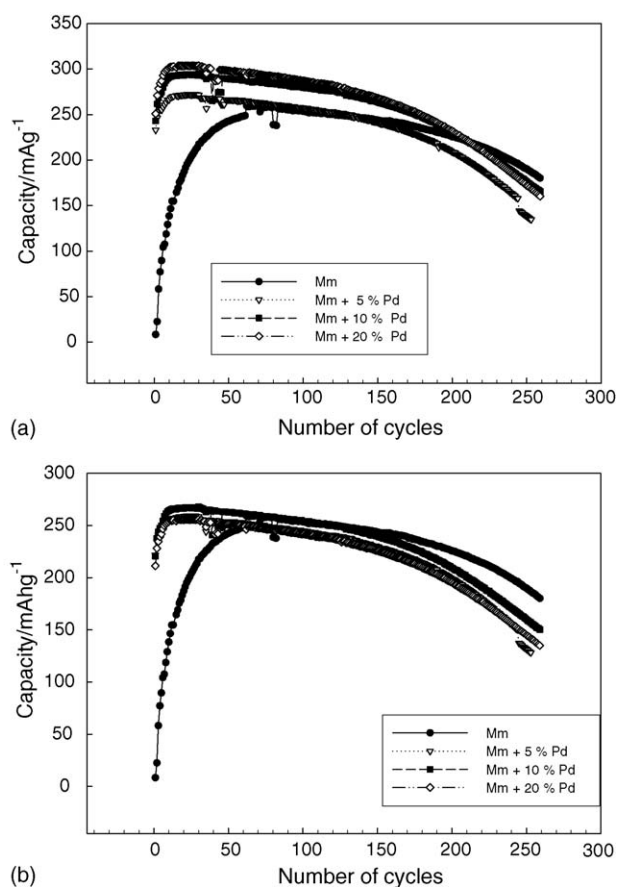 350
300
250
200
150
100
50
0
Capacity/mAg-1
Mm
Mm + 5 % Pd
Mm + 10 % Pd
Mm + 20 % Pd
0 50 100 150 200 250 300
(a)
Number of cycles
300
250
200
150
100
50
0
Capacity/mAhg-1
Mm
Mm + 5 % Pd
Mm + 10 % Pd
Mm + 20 % Pd
0 50 100 150 200 250 300
(b)
Number of cycles